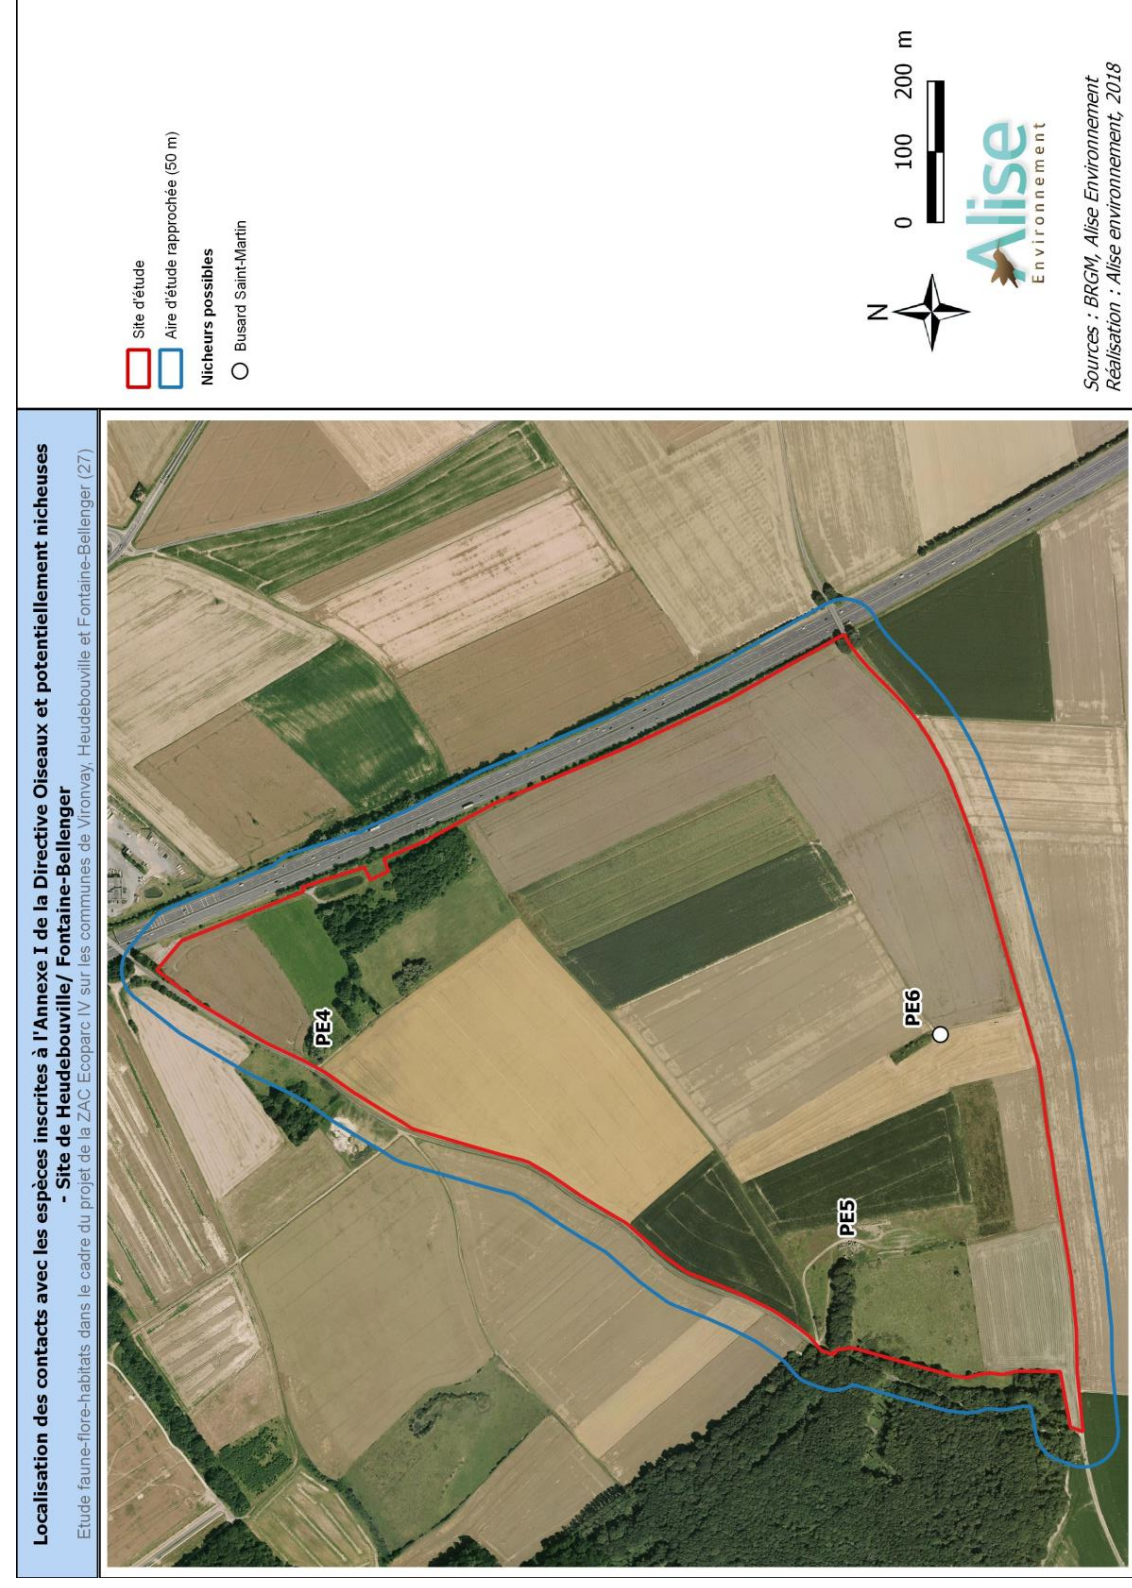 Localisation des contacts avec les espèces inscrites à l'Annexe I de la Directive Oiseaux et potentiellement nicheuses
- Site de Heudebouville/ Fontaine-Bellenger
Etude faune-flore-habitats dans le cadre du projet de la ZAC Ecoparc IV sur les communes de Vironvay, Heudebouville et Fontaine-Bellenger (27)
PE4
PE5
PE6
Site d'étude
Aire d'étude rapprochée (50 m)
Nicheurs possibles
Busard Saint-Martin
N
0 100 200 m
Alise
Environnement
Sources : BRGM, Alise Environnement
Réalisation : Alise environnement, 2018